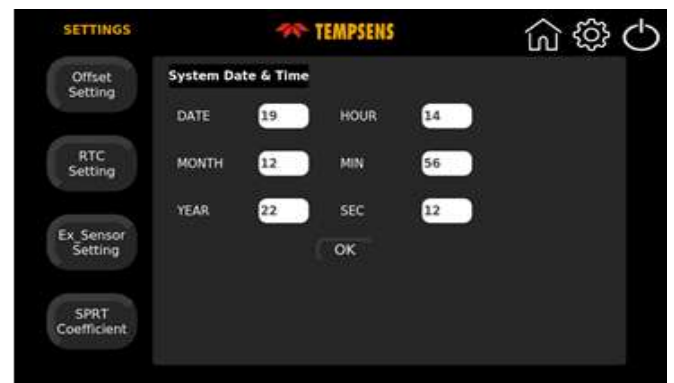 SETTINGS
TEMPSENS
Offset
Setting
RTC
Setting
Ex_Sensor
Setting
SPRT
Coefficient
System Date & Time
DATE 19 HOUR 14
MONTH 12 MIN 56
YEAR 22 SEC 12
OK